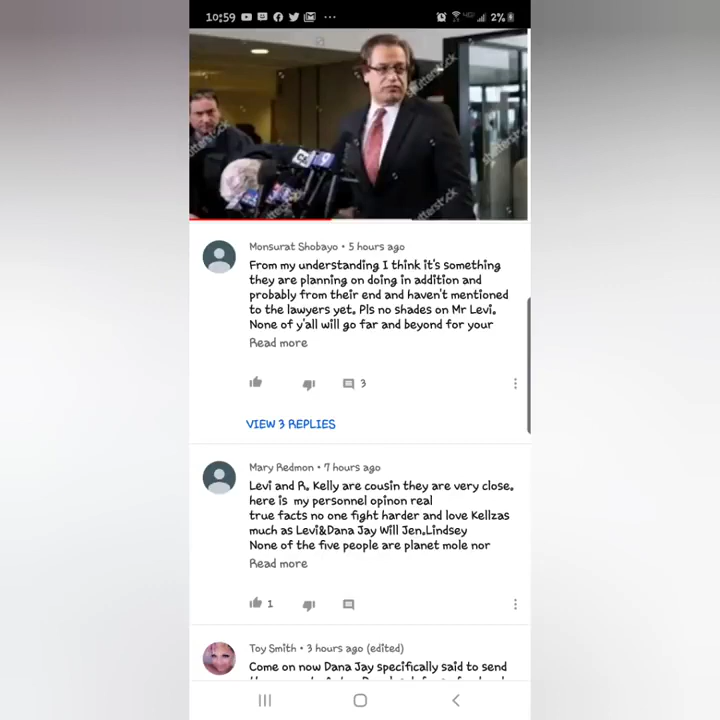 10:59
2%
shutterstock
shutterstock
shutterstock
shutterstock
9
Monsurat Shobayo • 5 hours ago
From my understanding I think it's something
they are planning on doing in addition and
probably from their end and haven't mentioned
to the lawyers yet. Pls no shades on Mr Levi.
None of y'all will go far and beyond for your
Read more
3
VIEW 3 REPLIES
Mary Redmon • 7 hours ago
Levi and R. Kelly are cousin they are very close.
here is my personnel opinon real
true facts no one fight harder and love Kellzas
much as Levi&Dana Jay Will Jen.Lindsey
None of the five people are planet mole nor
Read more
1
Toy Smith • 3 hours ago (edited)
Come on now Dana Jay specifically said to send